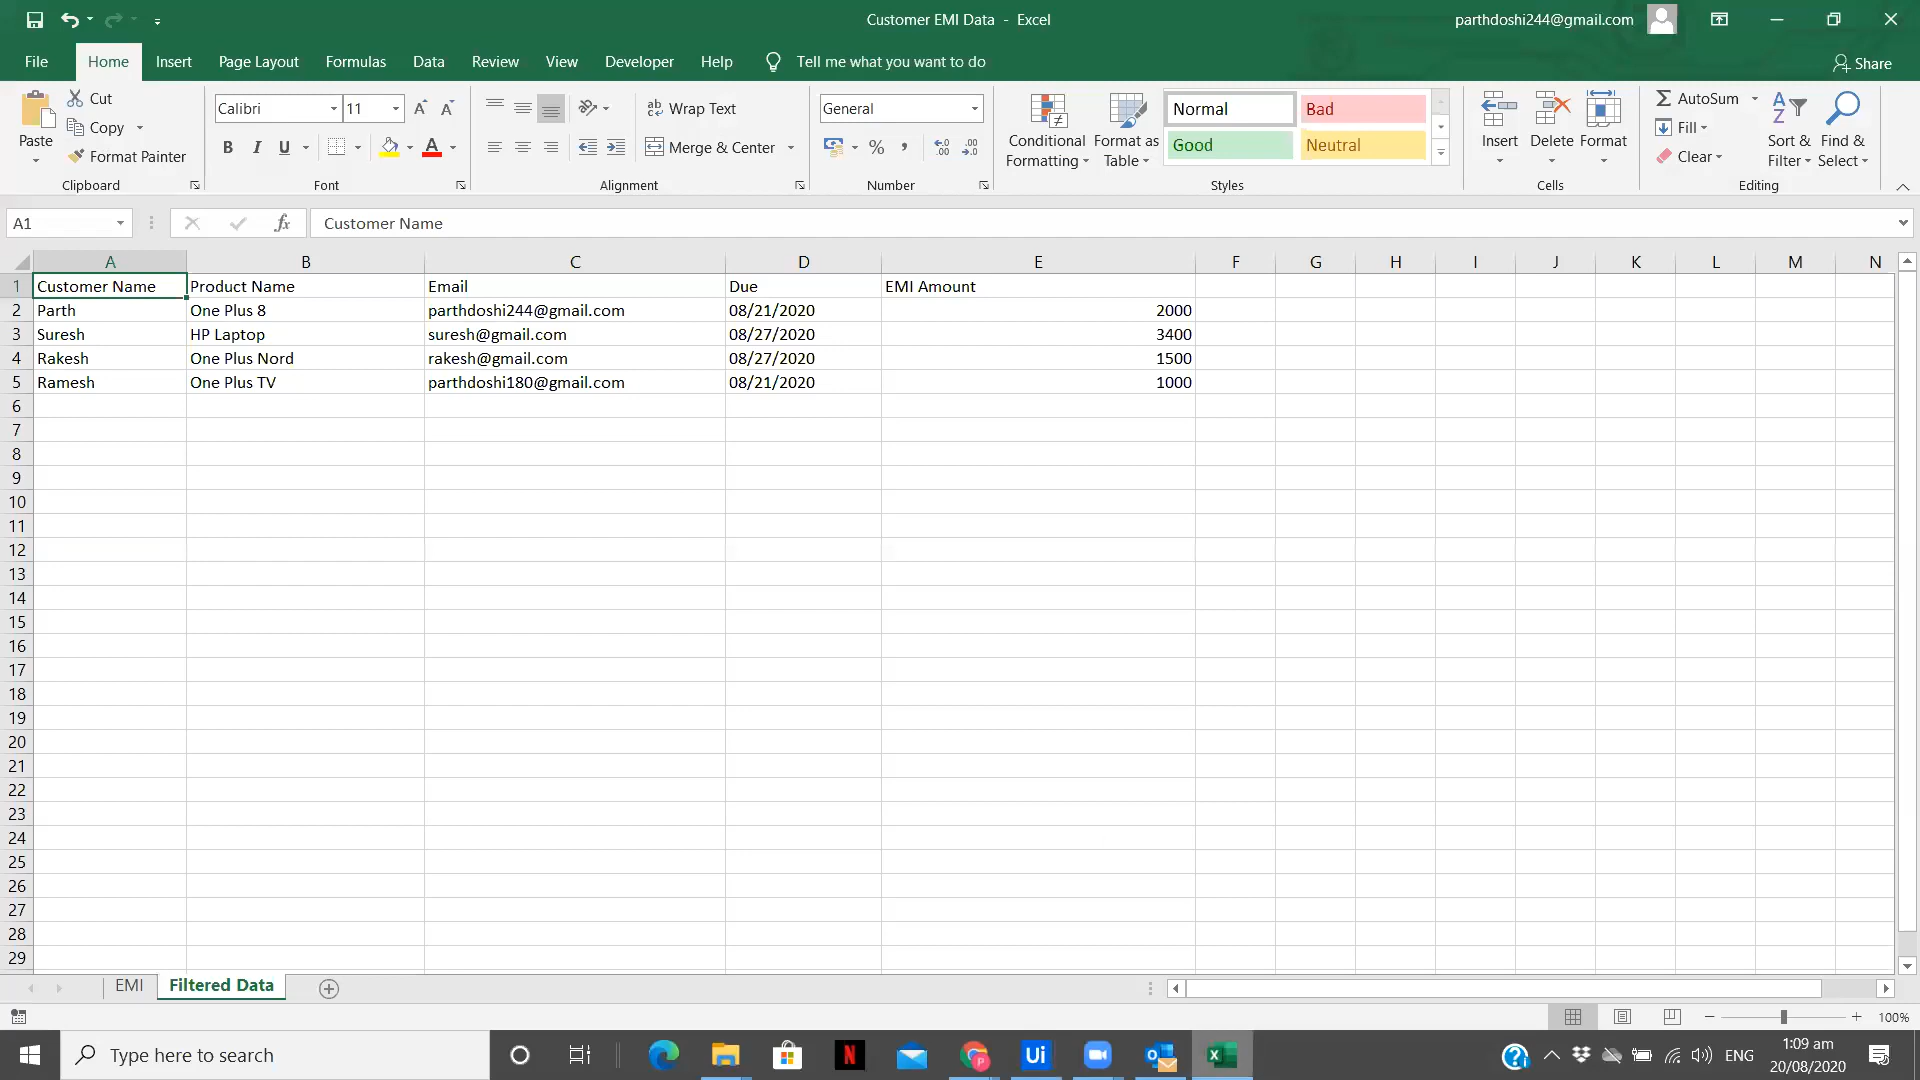 Customer EMI Data - Excel
parthdoshi244@gmail.com
File Home Insert Page Layout Formulas Data Review View Developer Help Tell me what you want to do Share
Cut
Copy
Format Painter
Paste
Clipboard
Calibri 11
B I U A
Font
Wrap Text
Merge & Center
Alignment
General
%
Number
Conditional Formatting
Format as Table
Normal Bad
Good Neutral
Styles
Insert Delete Format
Cells
AutoSum
Fill
Clear
Sort & Filter
Find & Select
Editing
A1 fx Customer Name
A B C D E F G H I J K L M N
1 Customer Name Product Name Email Due EMI Amount
2 Parth One Plus 8 parthdoshi244@gmail.com 08/21/2020 2000
3 Suresh HP Laptop suresh@gmail.com 08/27/2020 3400
4 Rakesh One Plus Nord rakesh@gmail.com 08/27/2020 1500
5 Ramesh One Plus TV parthdoshi180@gmail.com 08/21/2020 1000
6
7
8
9
10
11
12
13
14
15
16
17
18
19
20
21
22
23
24
25
26
27
28
29
EMI Filtered Data
100%
Type here to search
Ui
ENG
1:09 am
20/08/2020